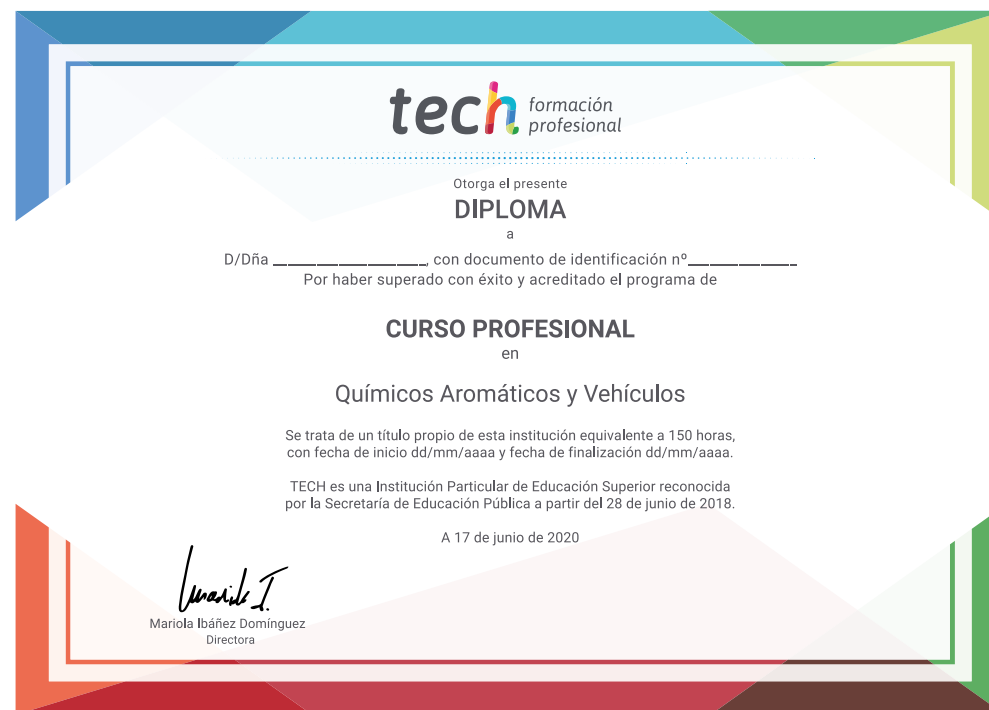 tech formación
profesional
Otorga el presente
DIPLOMA
a
D/Dña ______________________, con documento de identificación nº________________
Por haber superado con éxito y acreditado el programa de
CURSO PROFESIONAL
en
Químicos Aromáticos y Vehículos
Se trata de un título propio de esta institución equivalente a 150 horas,
con fecha de inicio dd/mm/aaaa y fecha de finalización dd/mm/aaaa.
TECH es una Institución Particular de Educación Superior reconocida
por la Secretaría de Educación Pública a partir del 28 de junio de 2018.
A 17 de junio de 2020
Mariola Ibáñez Domínguez
Directora